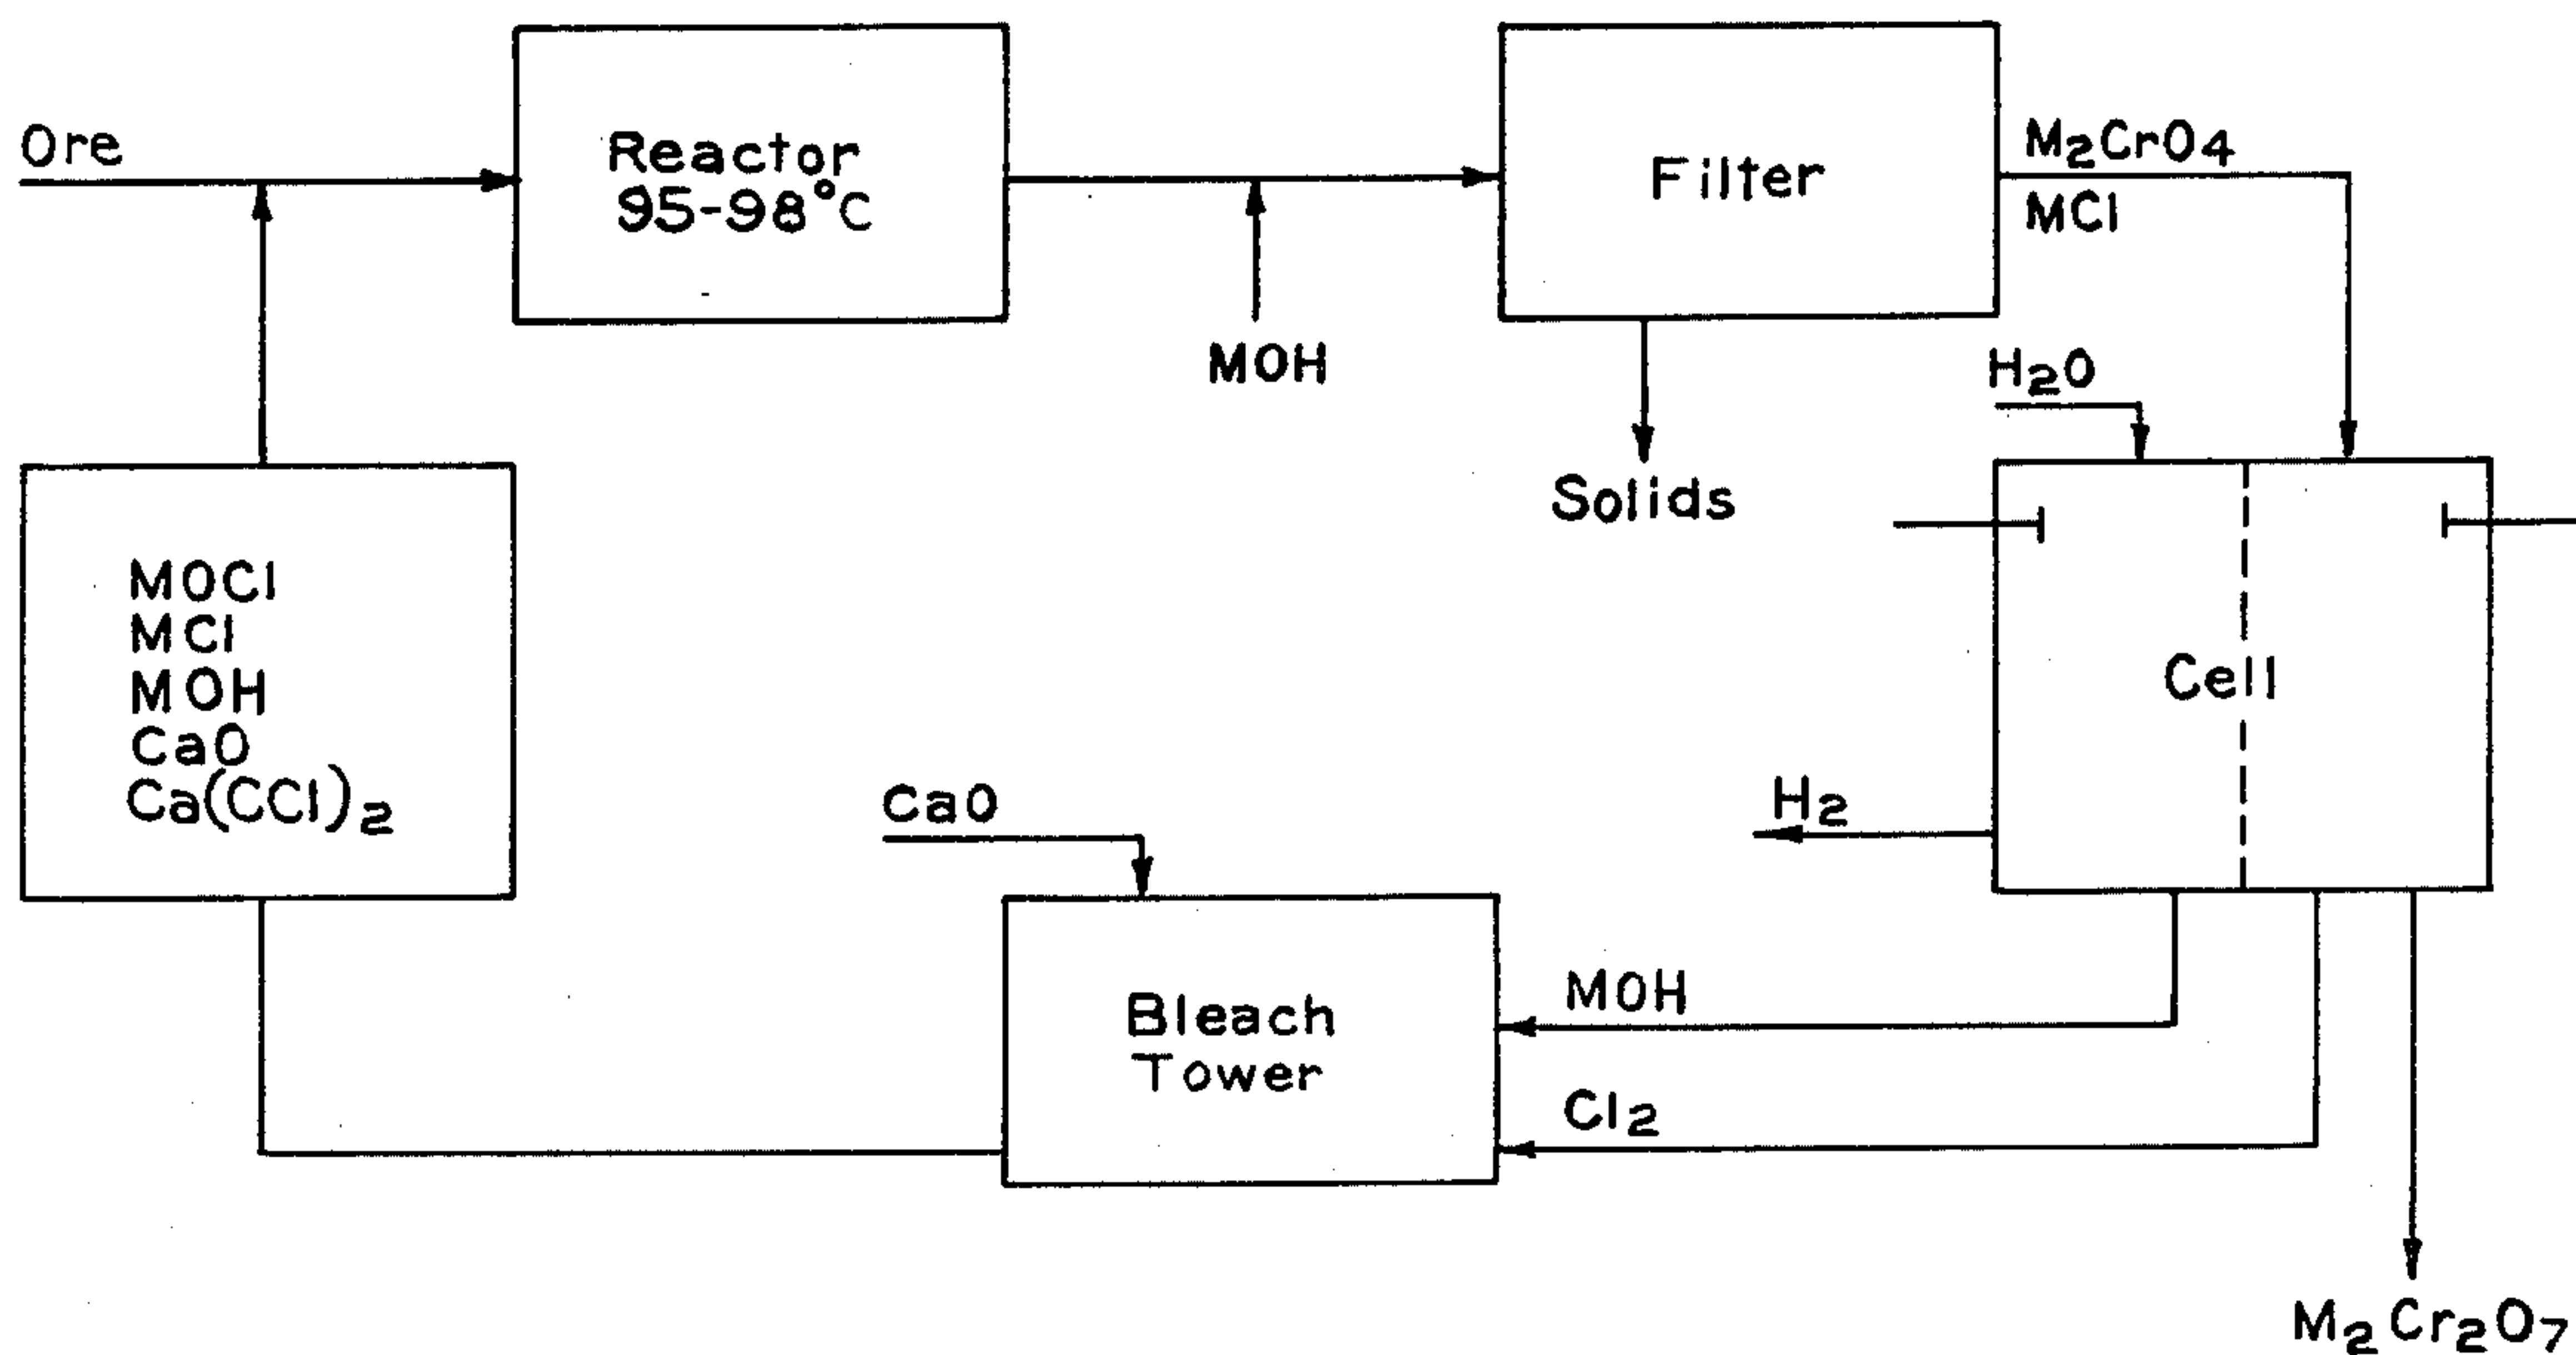 Ore
Reactor
95-98°C
Filter
M₂CrO₄
MCl
MOH
Solids
H₂O
MOCl
MCl
MOH
CaO
Ca(CCl)₂
Cell
CaO
H₂
Bleach
Tower
MOH
Cl₂
M₂Cr₂O₇